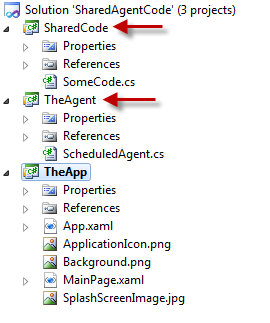 Solution 'SharedAgentCode' (3 projects)
SharedCode
Properties
References
SomeCode.cs
TheAgent
Properties
References
ScheduledAgent.cs
TheApp
Properties
References
App.xaml
ApplicationIcon.png
Background.png
MainPage.xaml
SplashScreenImage.jpg